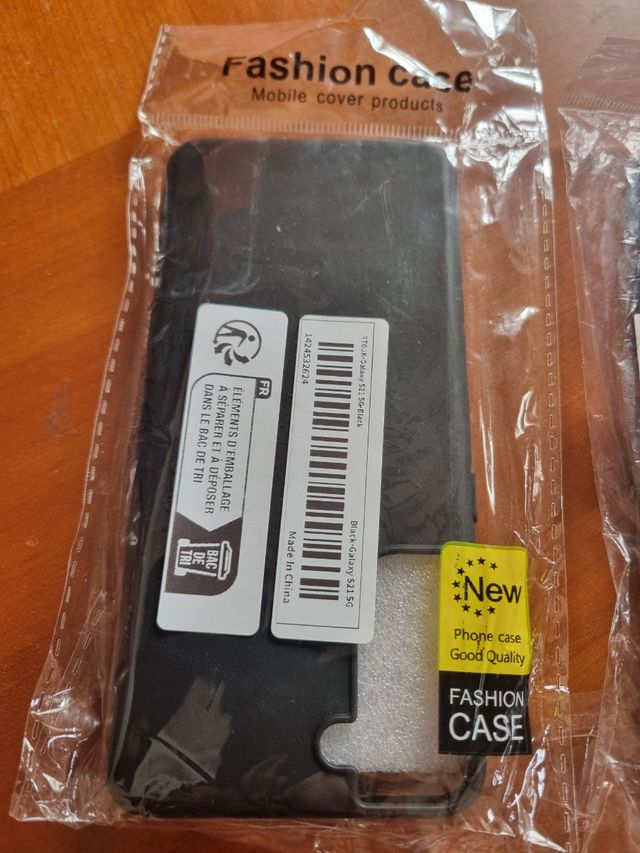 Fashion case
Mobile cover products
FR
ÉLÉMENTS D'EMBALLAGE
À SÉPARER ET À DÉPOSER
DANS LE BAC DE TRI
BAC
DE
TRI
Black-Galaxy S21 5G
1424532624
Made In China
New
Phone case
Good Quality
FASHION
CASE